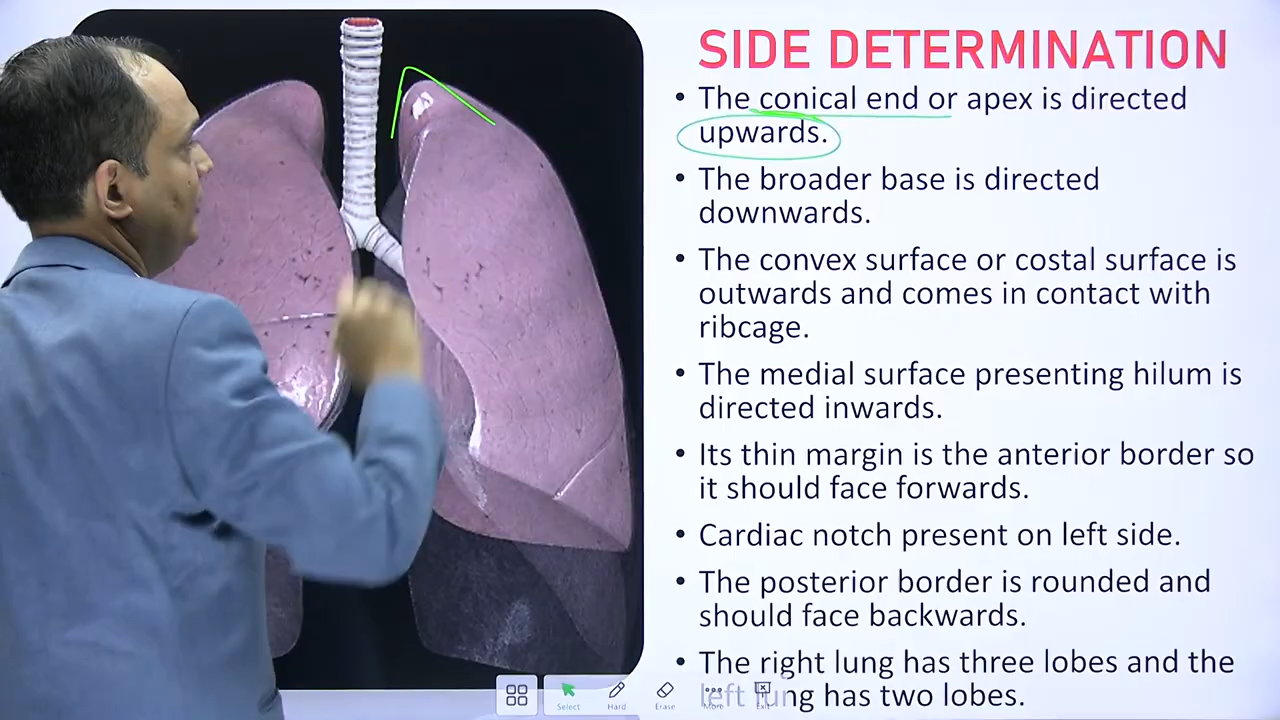 SIDE DETERMINATION
• The conical end or apex is directed
upwards.
• The broader base is directed
downwards.
• The convex surface or costal surface is
outwards and comes in contact with
ribcage.
• The medial surface presenting hilum is
directed inwards.
• Its thin margin is the anterior border so
it should face forwards.
• Cardiac notch present on left side.
• The posterior border is rounded and
should face backwards.
• The right lung has three lobes and the
left lung has two lobes.
Select Hard Erase More Exit